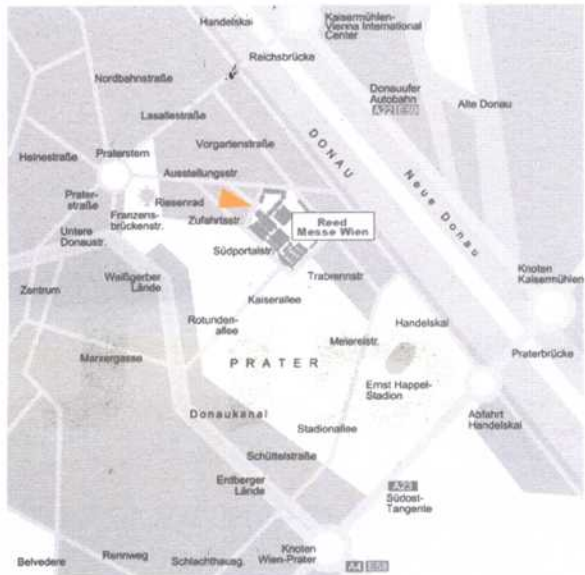 Handelskai
Kaisermühlen-
Vienna International
Center
Reichsbrücke
Nordbahnstraße
Donauufer
Autobahn
A22 E59
Alte Donau
Lasallestraße
Vorgartenstraße
DONAU
Heinestraße
Praterstern
Ausstellungsstr
Neue Donau
Prater-
straße
Riesenrad
Franzens-
brückenstr.
Zufahrtsstr
Reed
Messe Wien
Untere
Donaustr.
Südportalstr.
Weißgerber
Lände
Trabrennstr
Knoten
Kaisermühlen
Zentrum
Kaiserallee
Rotunden-
allee
Handelskai
Meiereistr.
Marxergasse
PRATER
Praterbrücke
Ernst Happel-
Stadion
Donaukanal
Abfahrt
Handelskai
Stadionallee
Schüttelstraße
Erdberger
Lände
A23
Südost-
Tangente
Belvedere
Rennweg
Schlachthausg.
Knoten
Wien-Prater
A4 E58